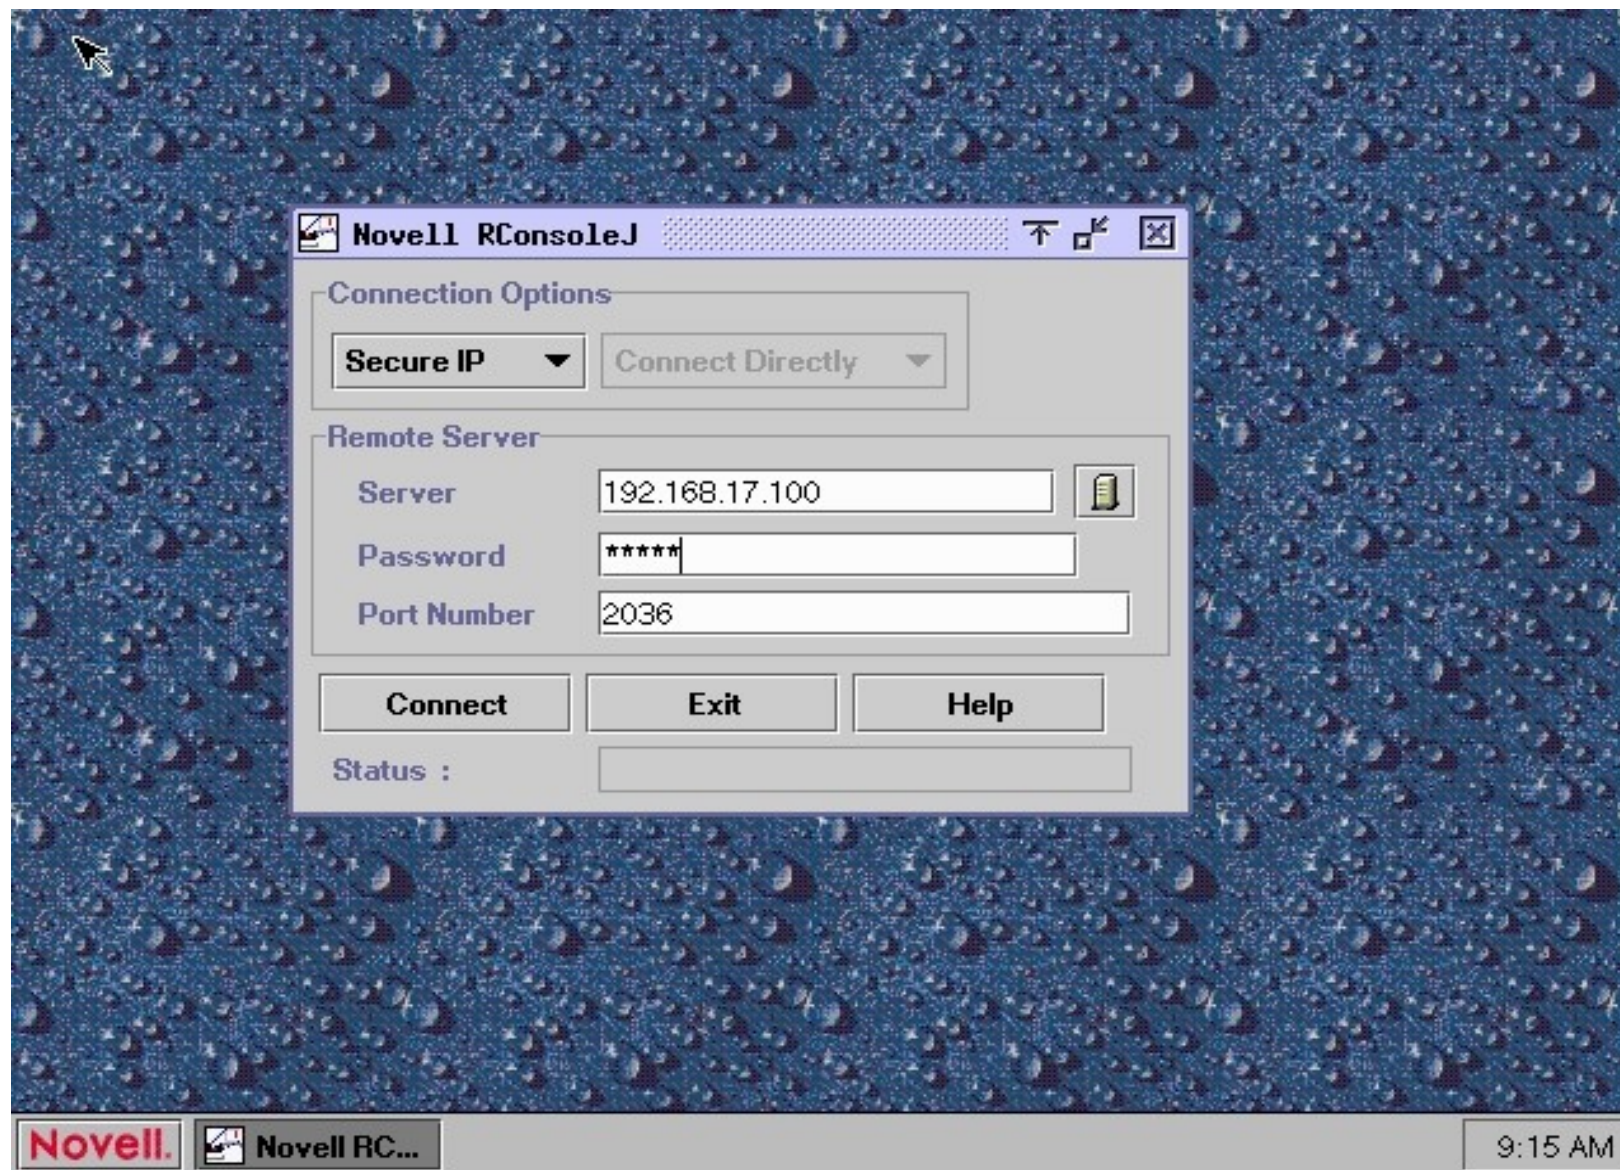 Novell RConsoleJ
Connection Options
Secure IP Connect Directly
Remote Server
Server 192.168.17.100
Password *****
Port Number 2036
Connect Exit Help
Status :
Novell. Novell RC... 9:15 AM